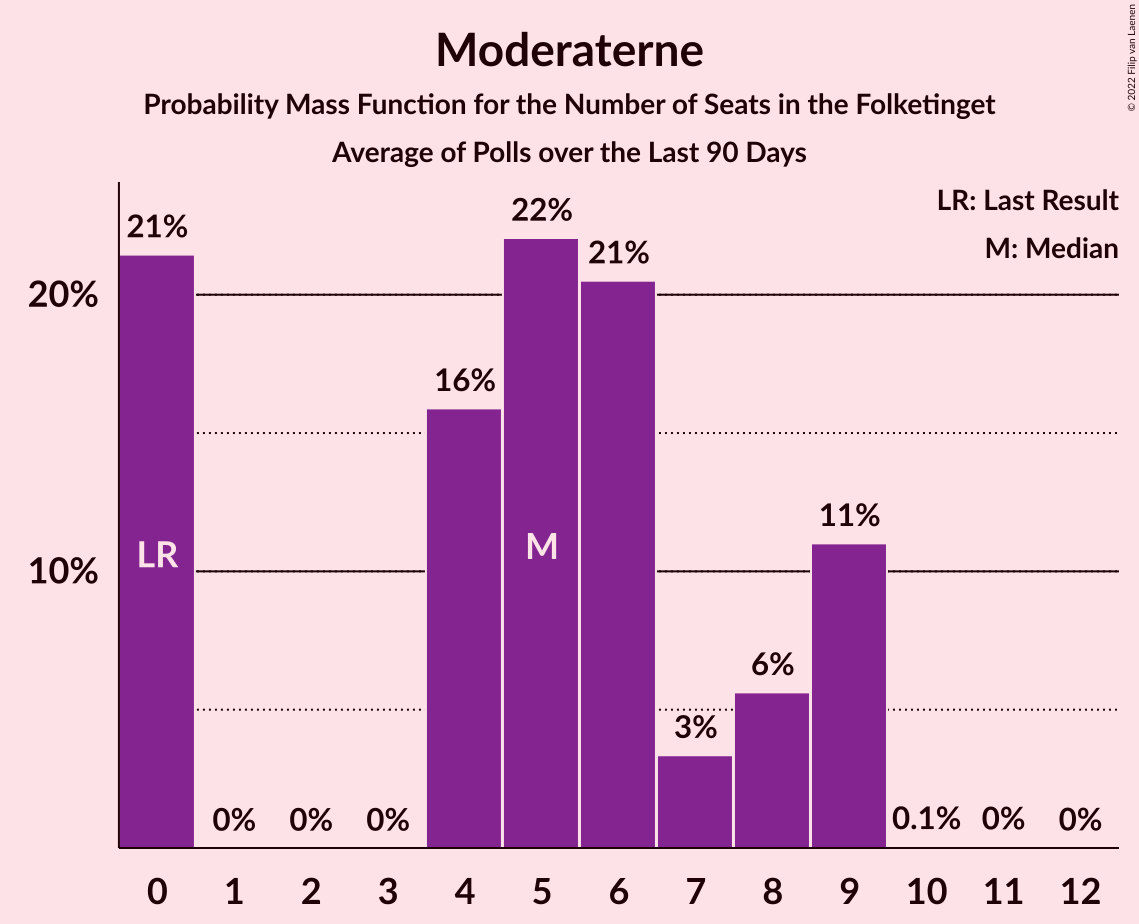 Moderaterne
Probability Mass Function for the Number of Seats in the Folketinget
Average of Polls over the Last 90 Days
© 2022 Filip van Laenen
LR: Last Result
M: Median
21%
22%
21%
20%
16%
11%
LR
M
10%
6%
3%
0%
0%
0%
0.1%
0%
0%
0 1 2 3 4 5 6 7 8 9 10 11 12